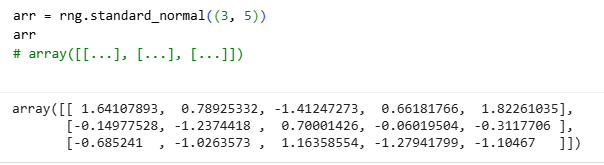 arr = rng.standard_normal((3, 5))
arr
# array([[...], [...], [...]])
array([[ 1.64107893,  0.78925332, -1.41247273,  0.66181766,  1.82261035],
       [-0.14977528, -1.2374418 ,  0.70001426, -0.06019504, -0.3117706 ],
       [-0.685241  , -1.0263573 ,  1.16358554, -1.27941799, -1.10467   ]])